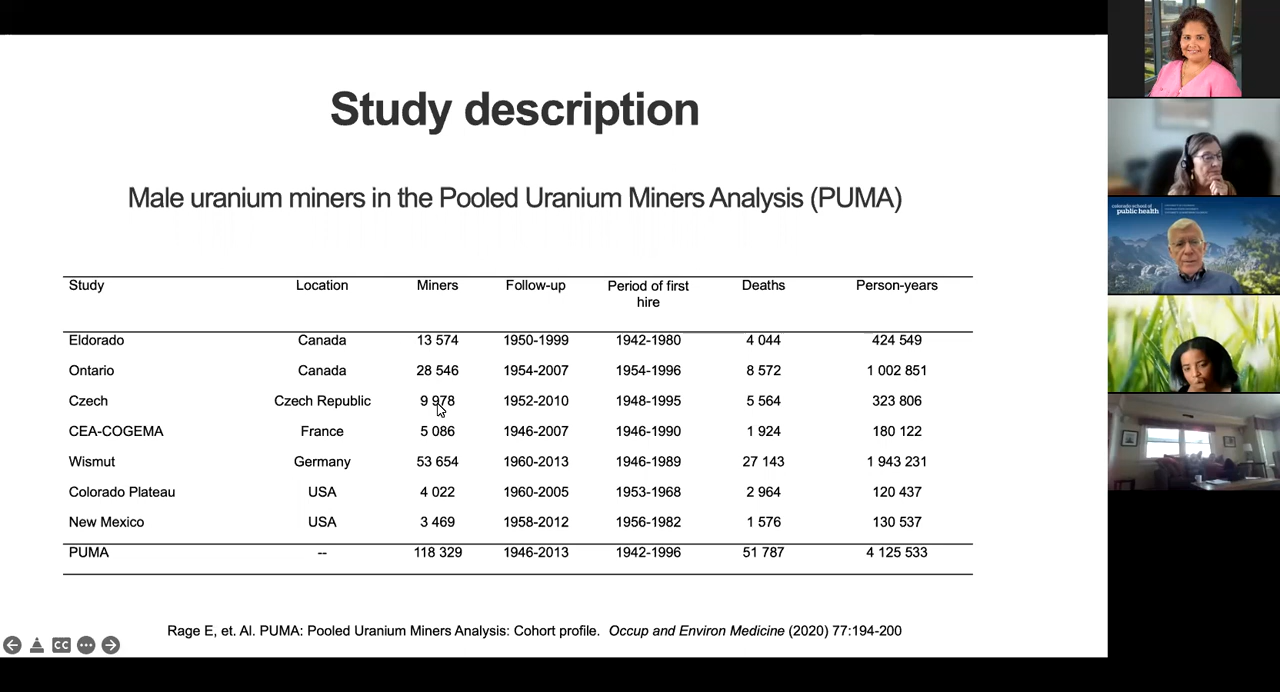 Study description
Male uranium miners in the Pooled Uranium Miners Analysis (PUMA)
Study Location Miners Follow-up Period of first hire Deaths Person-years
Eldorado Canada 13 574 1950-1999 1942-1980 4 044 424 549
Ontario Canada 28 546 1954-2007 1954-1996 8 572 1 002 851
Czech Czech Republic 9 978 1952-2010 1948-1995 5 564 323 806
CEA-COGEMA France 5 086 1946-2007 1946-1990 1 924 180 122
Wismut Germany 53 654 1960-2013 1946-1989 27 143 1 943 231
Colorado Plateau USA 4 022 1960-2005 1953-1968 2 964 120 437
New Mexico USA 3 469 1958-2012 1956-1982 1 576 130 537
PUMA -- 118 329 1946-2013 1942-1996 51 787 4 125 533
Rage E, et. Al. PUMA: Pooled Uranium Miners Analysis: Cohort profile. Occup and Environ Medicine (2020) 77:194-200
CC
colorado school of
public health